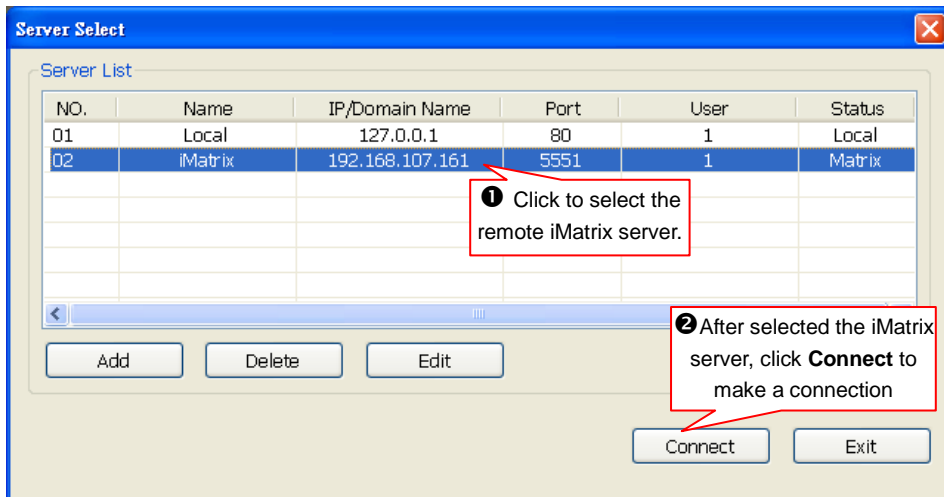 Server Select
Server List
NO. Name IP/Domain Name Port User Status
01 Local 127.0.0.1 80 1 Local
02 iMatrix 192.168.107.161 5551 1 Matrix
❶ Click to select the
remote iMatrix server.
❷After selected the iMatrix
server, click Connect to
make a connection
Add Delete Edit
Connect Exit